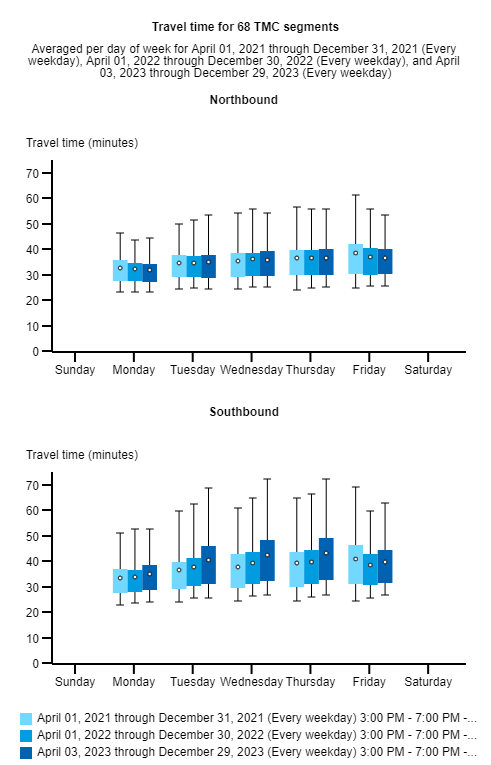 Travel time for 68 TMC segments
Averaged per day of week for April 01, 2021 through December 31, 2021 (Every
weekday), April 01, 2022 through December 30, 2022 (Every weekday), and April
03, 2023 through December 29, 2023 (Every weekday)
Northbound
Travel time (minutes)
70
60
50
40
30
20
10
0
Sunday Monday Tuesday Wednesday Thursday Friday Saturday
Southbound
Travel time (minutes)
70
60
50
40
30
20
10
0
Sunday Monday Tuesday Wednesday Thursday Friday Saturday
April 01, 2021 through December 31, 2021 (Every weekday) 3:00 PM - 7:00 PM -...
April 01, 2022 through December 30, 2022 (Every weekday) 3:00 PM - 7:00 PM -...
April 03, 2023 through December 29, 2023 (Every weekday) 3:00 PM - 7:00 PM -...